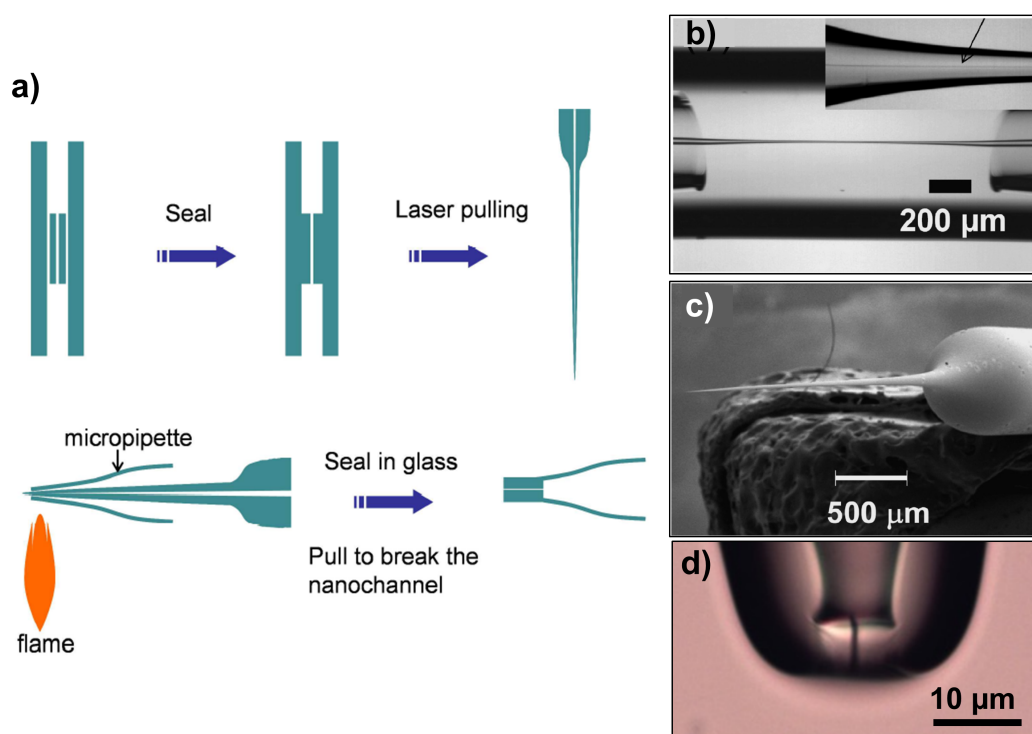 a)
Seal
Laser pulling
micropipette
Seal in glass
Pull to break the
nanochannel
flame
b)
200 µm
c)
500 µm
d)
10 µm